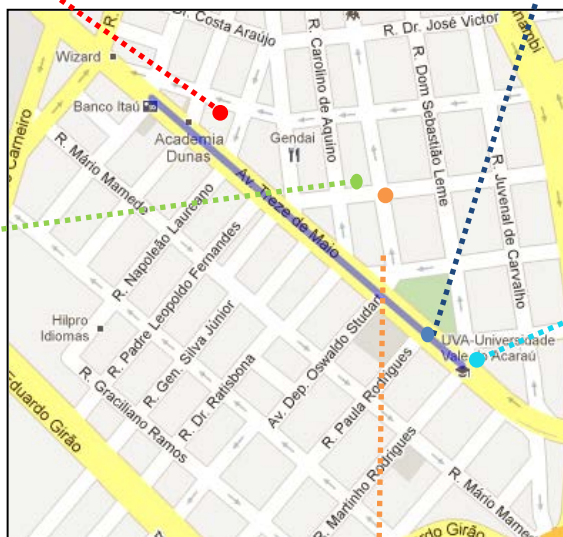 R. Dr. Costa Araújo
R. Dr. José Victor
Wizard
R.
R. Carolino de Aquino
R. Dom Sebastião Leme
Banco Itaú
Academia
Dunas
Gendai
Carneiro
R. Mário Mamede
Av. Treze de Maio
R. Juvenal de Carvalho
R. Napoleão Laureano
R. Padre Leopoldo Fernandes
Hilpro
Idiomas
R. Gen. Silva Júnior
R. Dr. Ratisbona
Av. Dep. Oswaldo Studart
UVA-Universidade
Vale do Acaraú
R. Paula Rodrigues
R. Graciliano Ramos
Eduardo Girão
R. Martinho Rodrigues
R. Mário Mamede
Eduardo Girão